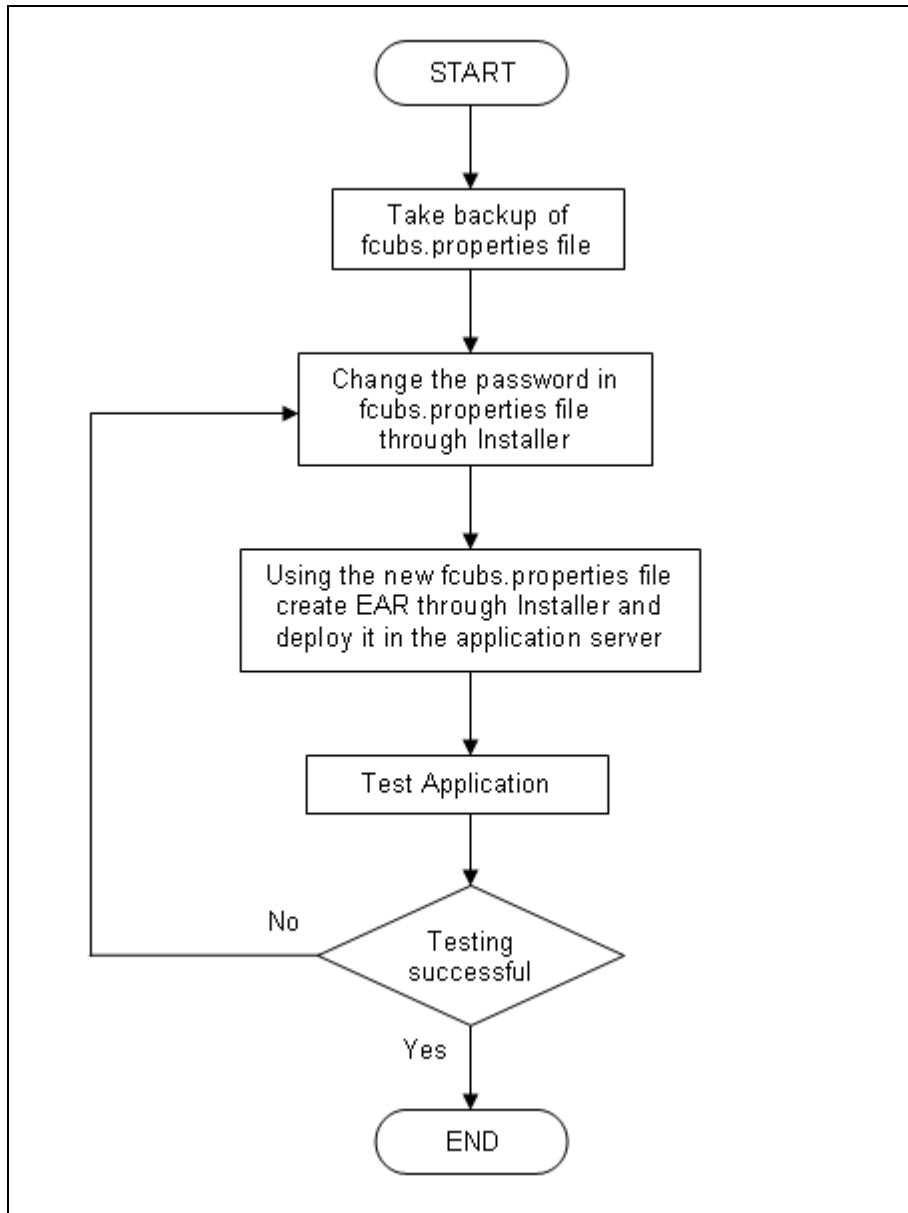 START
Take backup of
fcubs.properties file
Change the password in
fcubs.properties file
through Installer
Using the new fcubs.properties file
create EAR through Installer and
deploy it in the application server
Test Application
No
Testing
successful
Yes
END